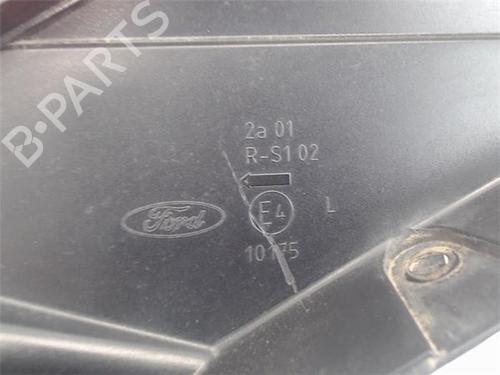 B-PARTS
2a 01
R-S1 02
Ford
E4
L
10175